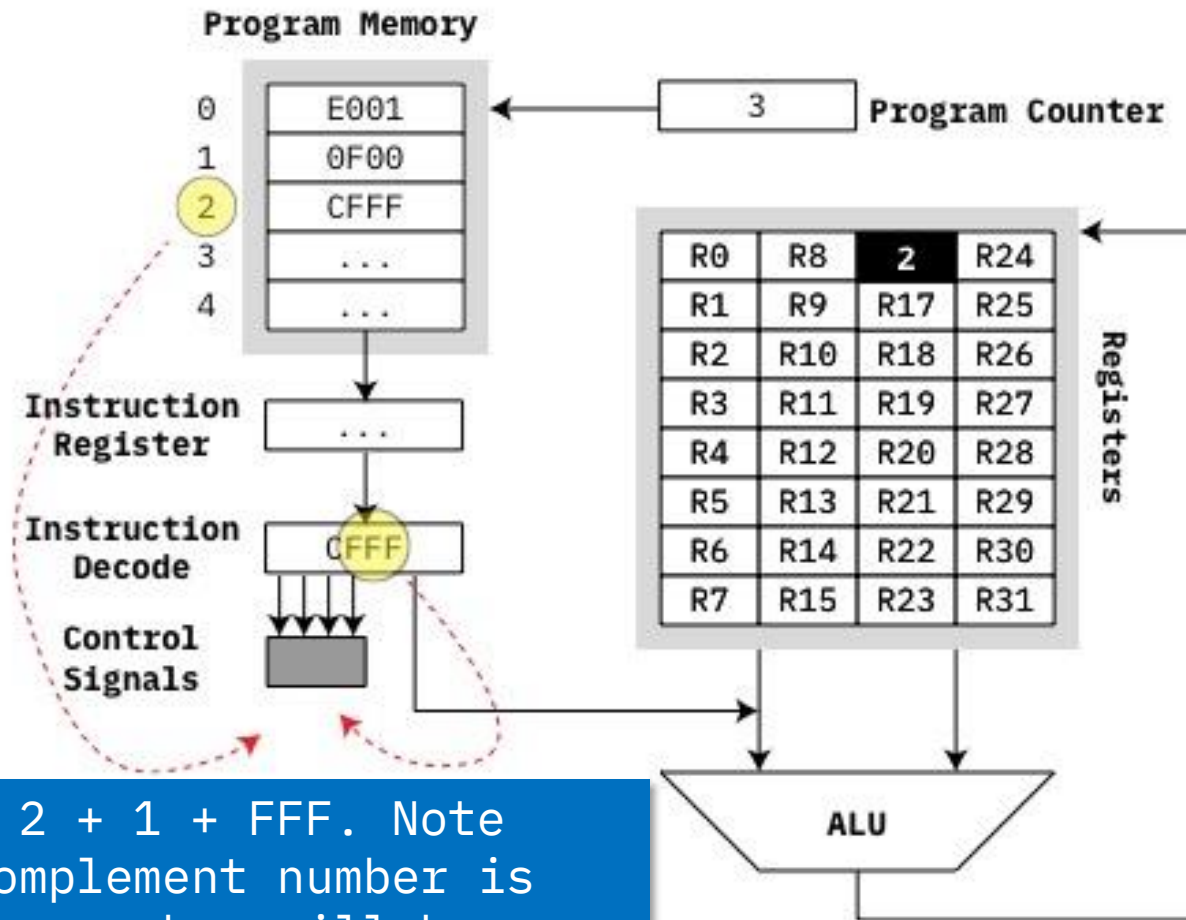 Program Memory
0 E001
1 0F00
2 CFFF
3 ...
4 ...
3 Program Counter
R0 R8 2 R24
R1 R9 R17 R25
R2 R10 R18 R26
R3 R11 R19 R27
R4 R12 R20 R28
R5 R13 R21 R29
R6 R14 R22 R30
R7 R15 R23 R31
Registers
Instruction
Register
...
Instruction
Decode
CFFF
Control
Signals
ALU
2 + 1 + FFF. Note
omplement number is